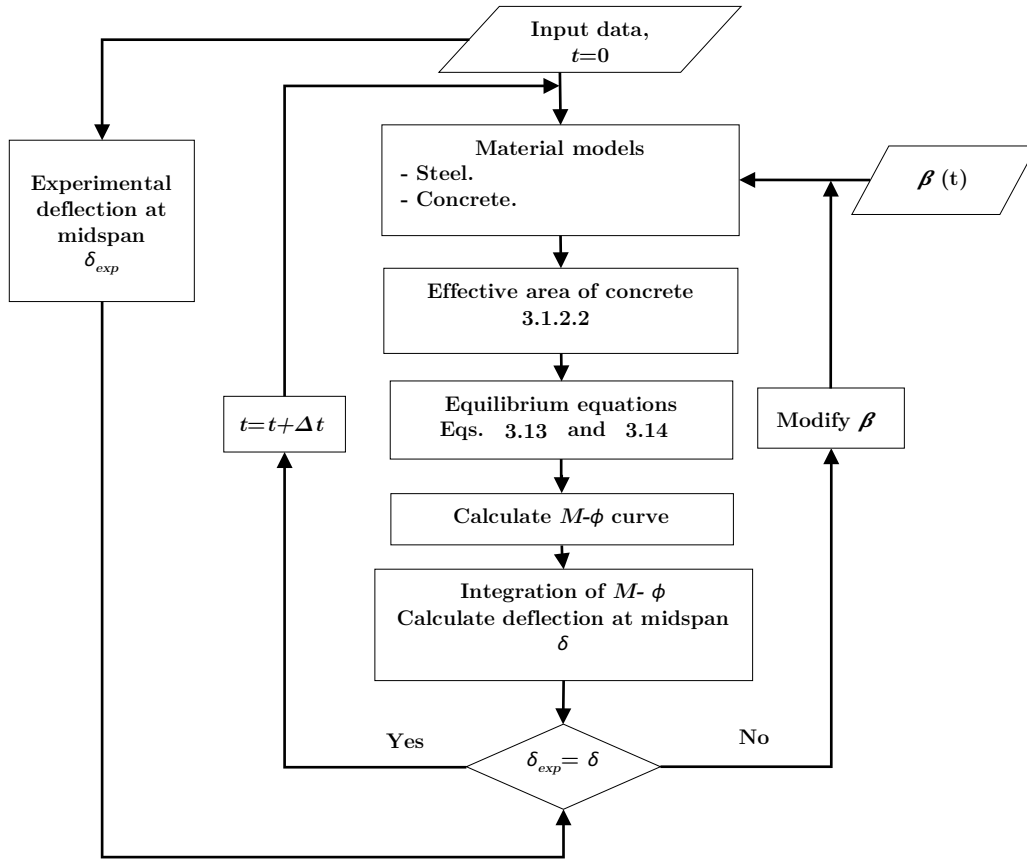 Input data,
t=0
Experimental
deflection at
midspan
δexp
Material models
- Steel.
- Concrete.
β (t)
Effective area of concrete
3.1.2.2
t=t+Δt
Equilibrium equations
Eqs. 3.13 and 3.14
Modify β
Calculate M-ϕ curve
Integration of M- ϕ
Calculate deflection at midspan
δ
Yes
No
δexp= δ